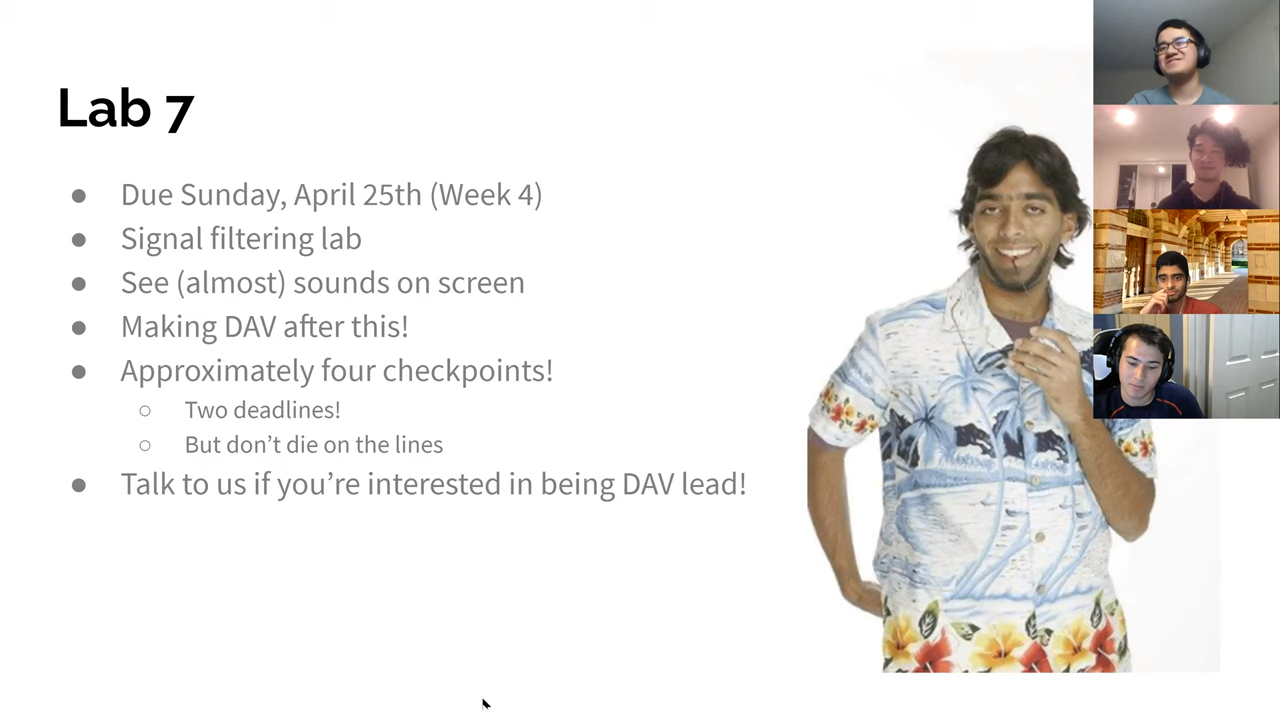 Lab 7
● Due Sunday, April 25th (Week 4)
● Signal filtering lab
● See (almost) sounds on screen
● Making DAV after this!
● Approximately four checkpoints!
○ Two deadlines!
○ But don’t die on the lines
● Talk to us if you’re interested in being DAV lead!